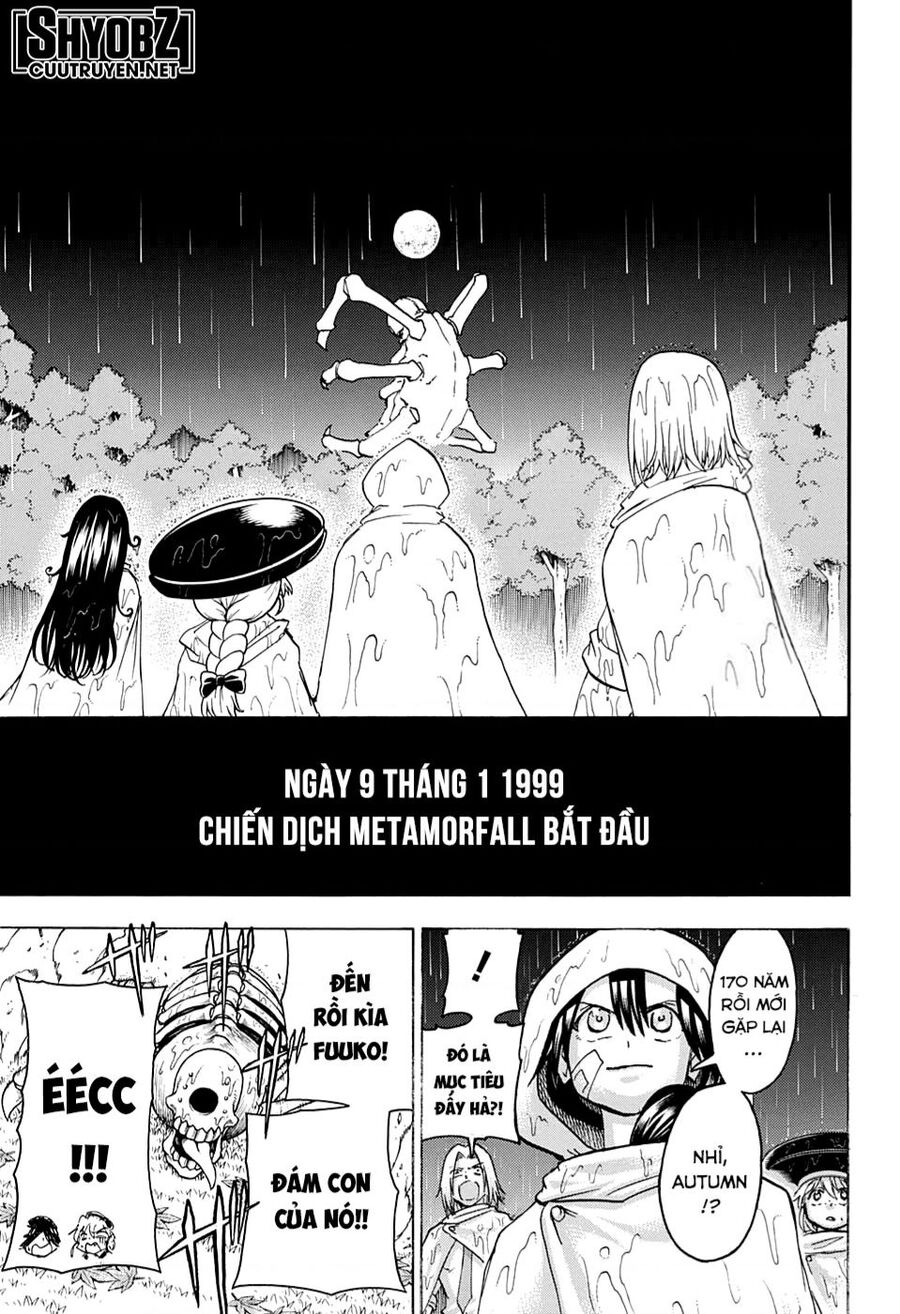 SHYOBZ
CUUTRUYEN.NET
NGÀY 9 THÁNG 1 1999
CHIẾN DỊCH METAMORFALL BẮT ĐẦU
170 NĂM
RỒI MỚI
GẶP LẠI
...
NHỈ,
AUTUMN
!?
!
ĐÓ LÀ
MỤC TIÊU
ĐẤY HẢ?!
ĐẾN
RỒI KÌA
FUUKO!
ĐÁM CON
CỦA NÓ!!
ÉÉCC
!!!